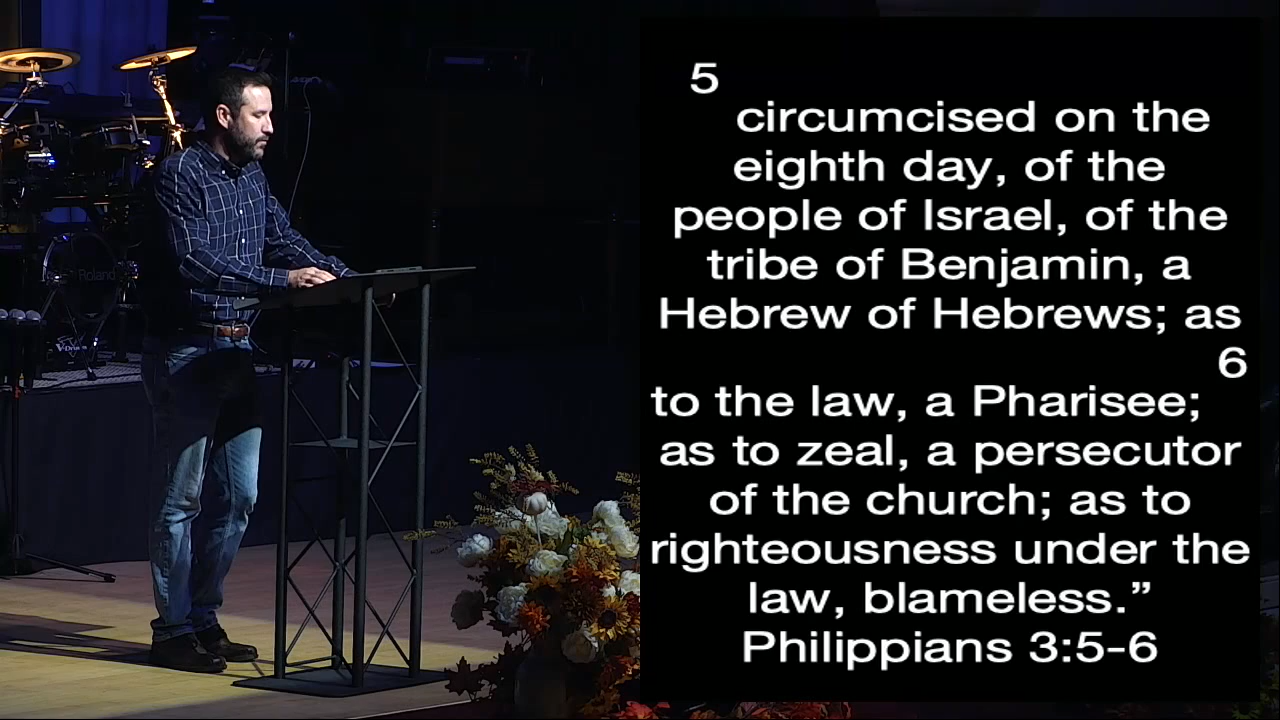 5
circumcised on the
eighth day, of the
people of Israel, of the
tribe of Benjamin, a
Hebrew of Hebrews; as
6
to the law, a Pharisee;
as to zeal, a persecutor
of the church; as to
righteousness under the
law, blameless.”
Philippians 3:5-6
Roland
V-Drums